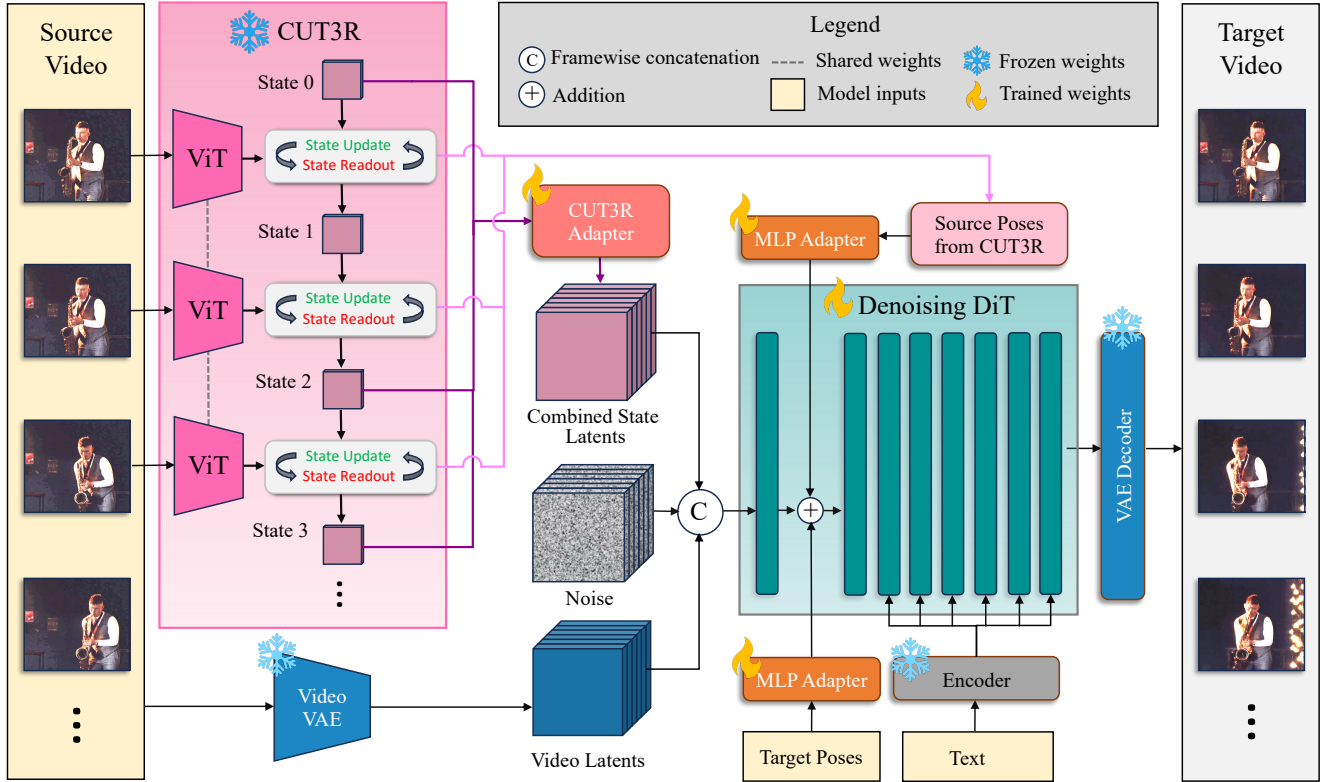 Source
Video
CUT3R
State 0
ViT
State Update
State Readout
State 1
ViT
State Update
State Readout
State 2
ViT
State Update
State Readout
State 3
Video
VAE
Legend
C Framewise concatenation
+ Addition
Shared weights
Model inputs
Frozen weights
Trained weights
CUT3R
Adapter
Combined State
Latents
Noise
Video Latents
C
MLP Adapter
Source Poses
from CUT3R
Denoising DiT
+
MLP Adapter
Encoder
Target Poses
Text
VAE Decoder
Target
Video